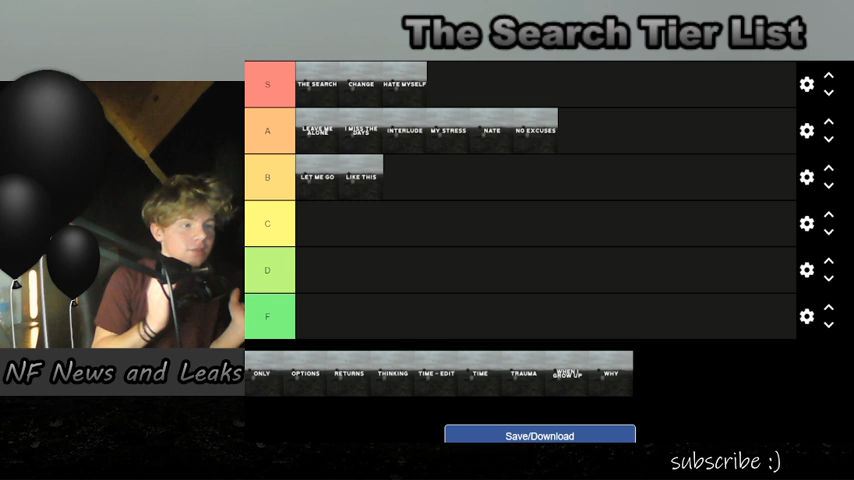 The Search Tier List
S THE SEARCH CHANGE HATE MYSELF
A LEAVE ME ALONE I MISS THE DAYS INTERLUDE MY STRESS NATE NO EXCUSES
B LET ME GO LIKE THIS
C
D
F
ONLY OPTIONS RETURNS THINKING TIME - EDIT TIME TRAUMA WHEN I GROW UP WHY
NF News and Leaks
Save/Download
subscribe :)